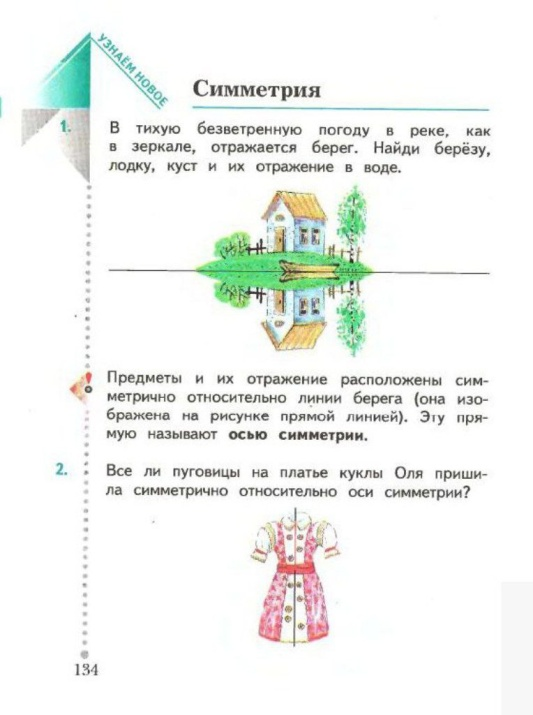 УЗНАЁМ НОВОЕ
Симметрия
1.
В тихую безветренную погоду в реке, как
в зеркале, отражается берег. Найди берёзу,
лодку, куст и их отражение в воде.
Предметы и их отражение расположены сим-
метрично относительно линии берега (она изо-
бражена на рисунке прямой линией). Эту пря-
мую называют осью симметрии.
2.
Все ли пуговицы на платье куклы Оля приши-
ла симметрично относительно оси симметрии?
134